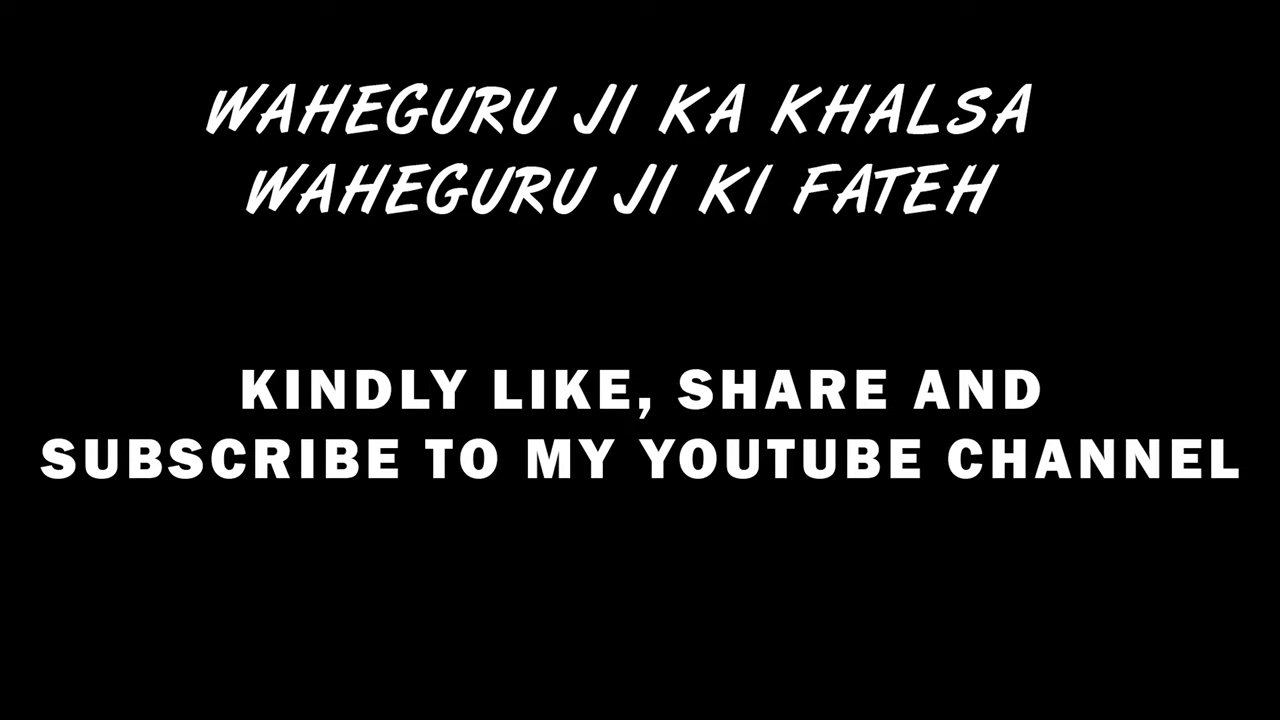 WAHEGURU JI KA KHALSA
WAHEGURU JI KI FATEH
KINDLY LIKE, SHARE AND
SUBSCRIBE TO MY YOUTUBE CHANNEL